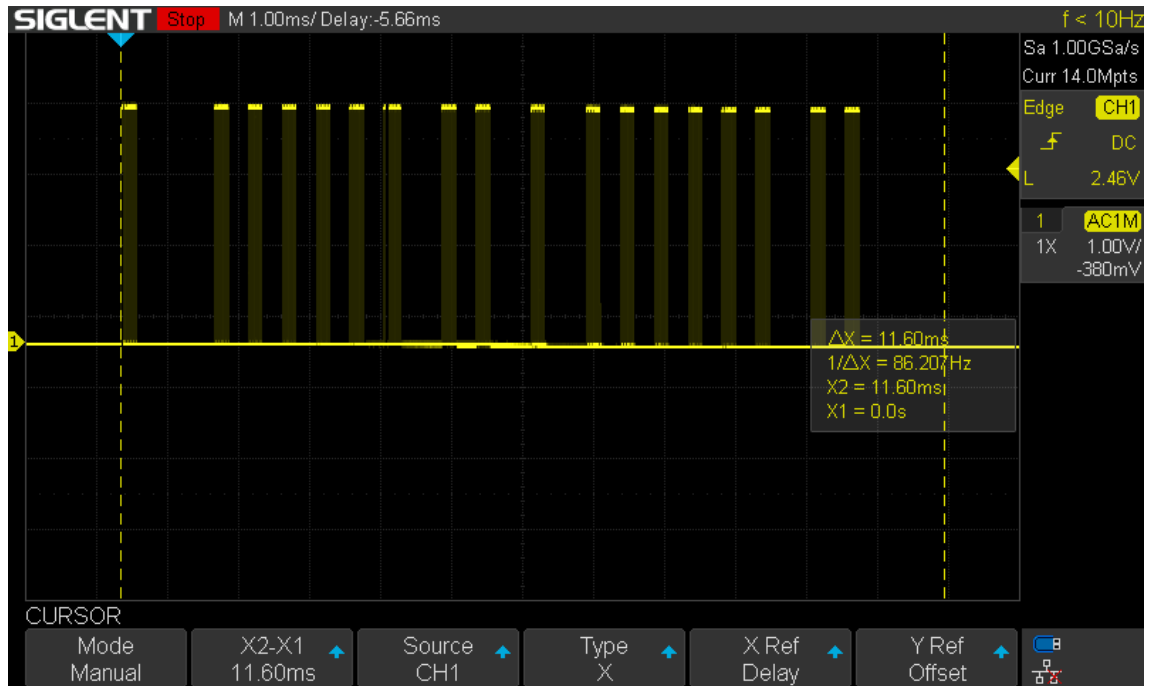 SIGLENT Stop M 1.00ms/ Delay:-5.66ms f < 10Hz
Sa 1.00GSa/s
Curr 14.0Mpts
Edge CH1
DC
L 2.46V
1 AC1M
1X 1.00V/
-380mV
1
ΔX = 11.60ms
1/ΔX = 86.207Hz
X2 = 11.60ms
X1 = 0.0s
CURSOR
Mode X2-X1 Source Type X Ref Y Ref
Manual 11.60ms CH1 X Delay Offset